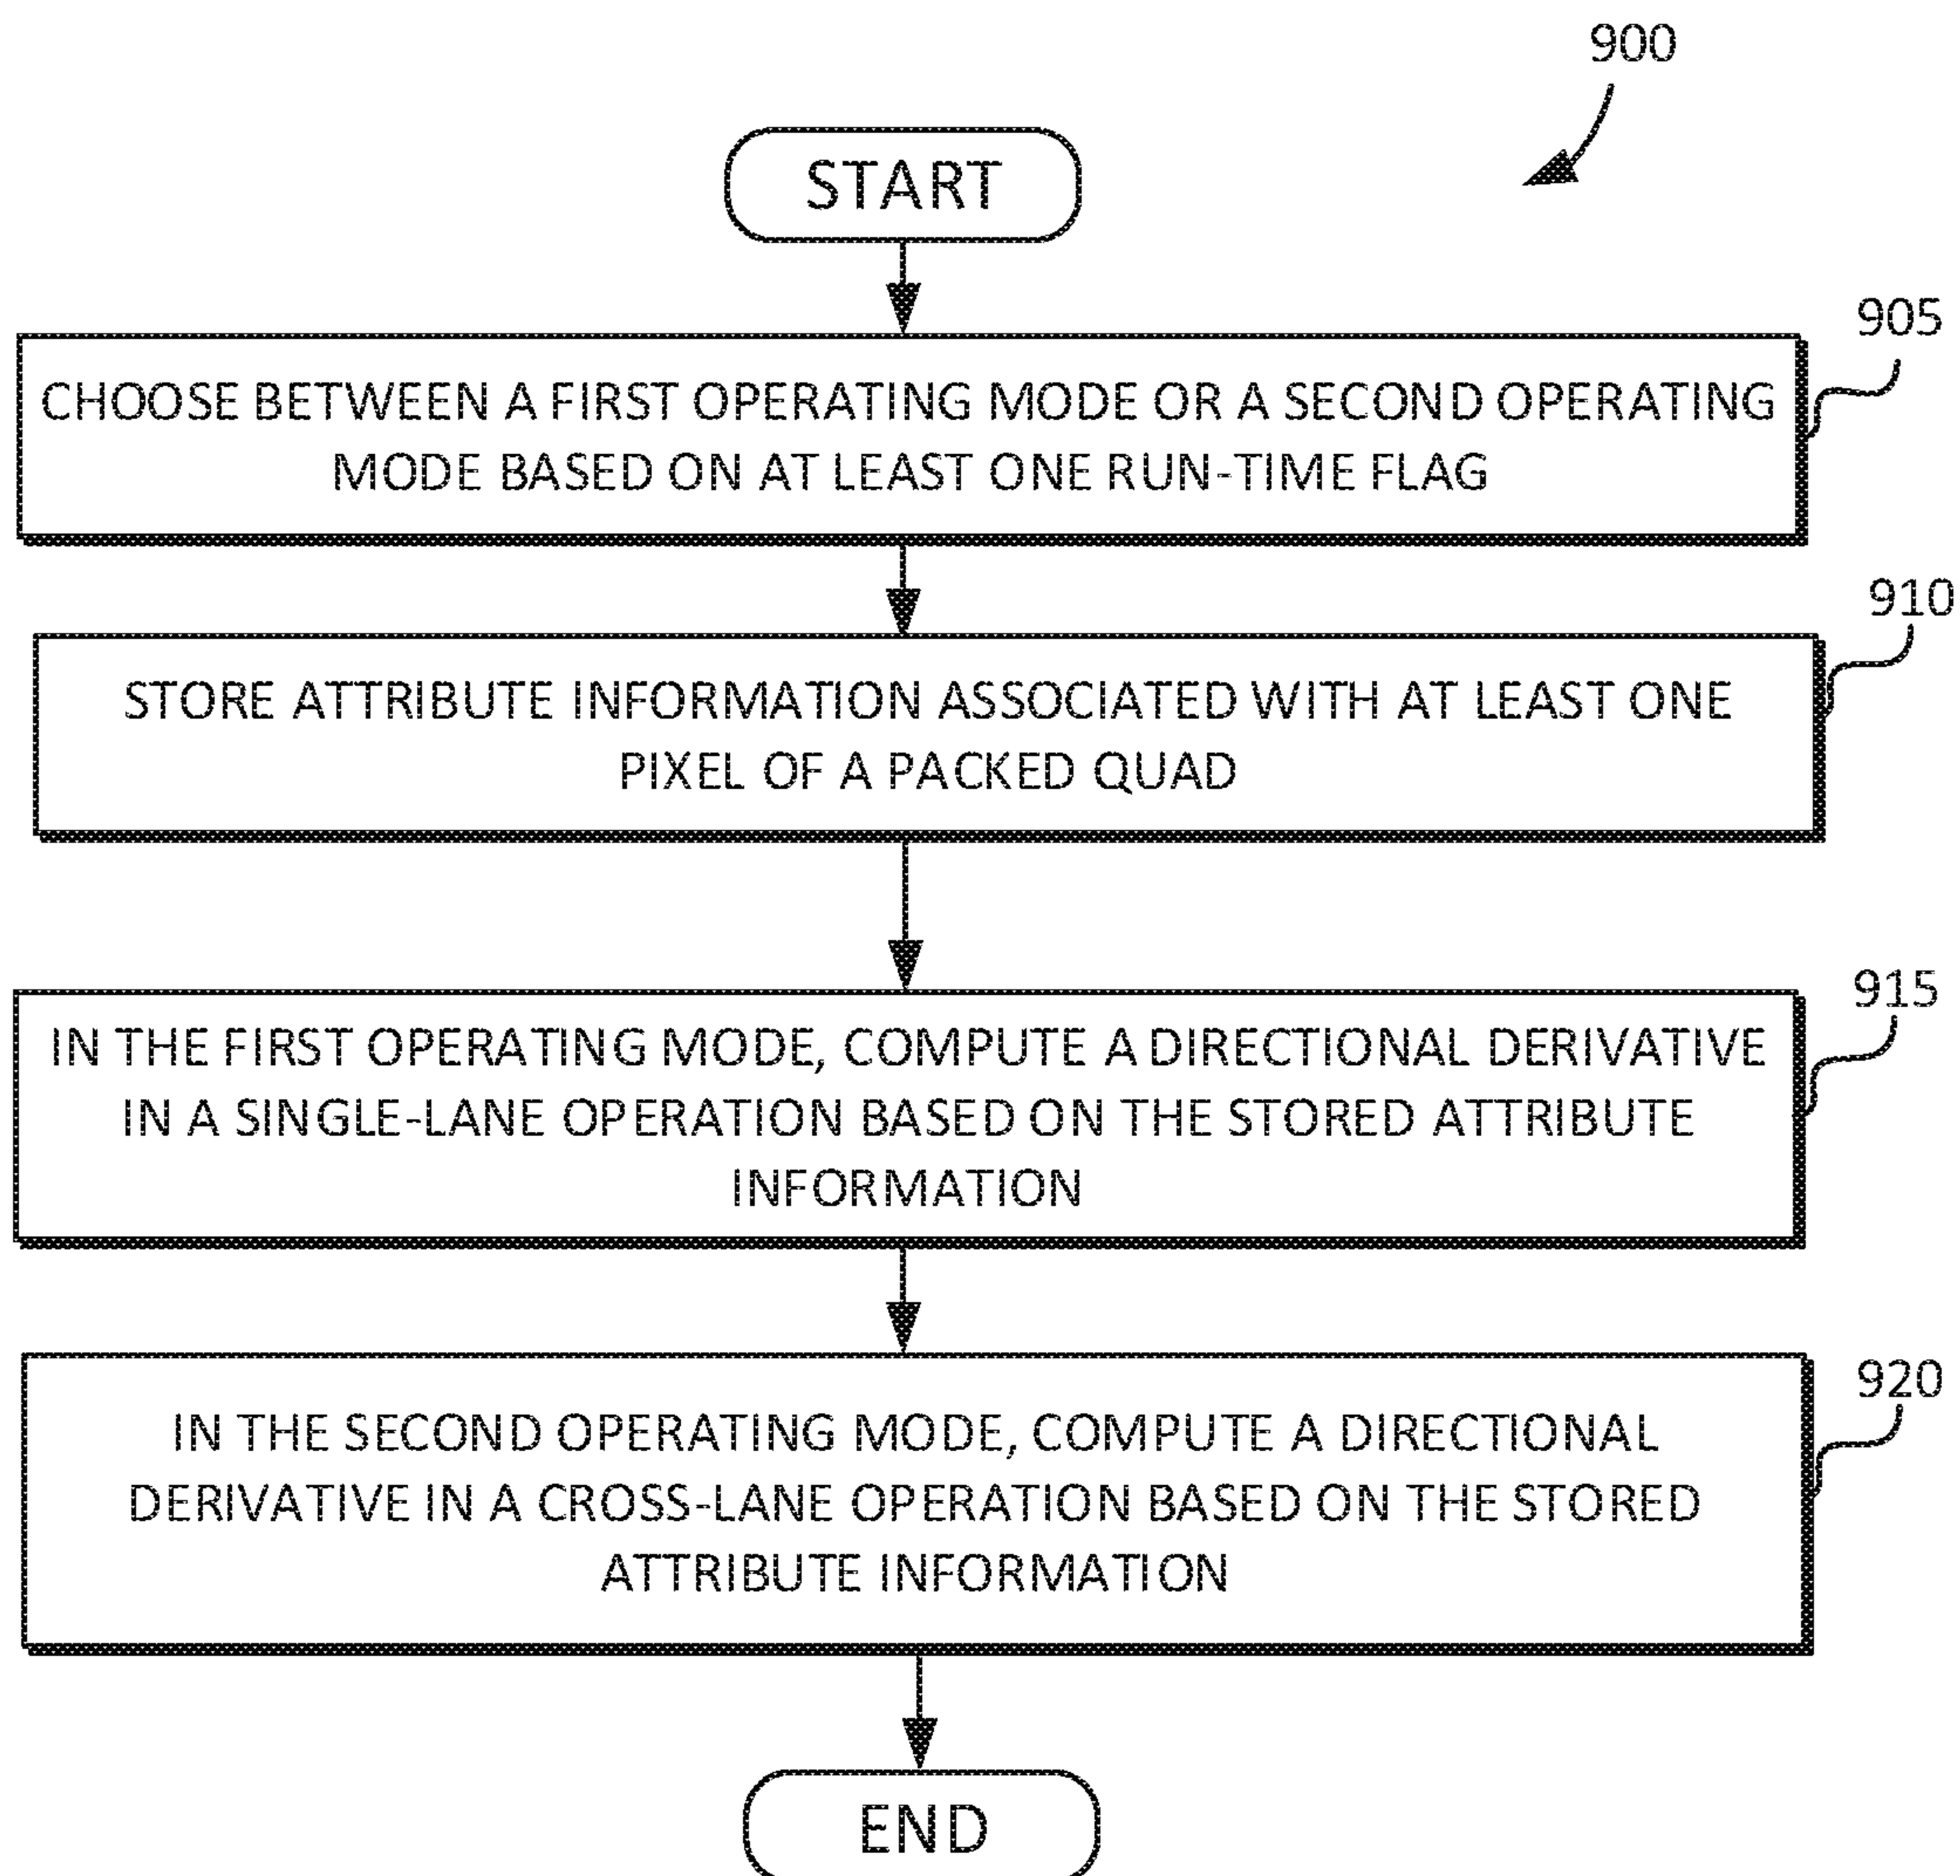 900
START
905
CHOOSE BETWEEN A FIRST OPERATING MODE OR A SECOND OPERATING
MODE BASED ON AT LEAST ONE RUN-TIME FLAG
910
STORE ATTRIBUTE INFORMATION ASSOCIATED WITH AT LEAST ONE
PIXEL OF A PACKED QUAD
915
IN THE FIRST OPERATING MODE, COMPUTE A DIRECTIONAL DERIVATIVE
IN A SINGLE-LANE OPERATION BASED ON THE STORED ATTRIBUTE
INFORMATION
920
IN THE SECOND OPERATING MODE, COMPUTE A DIRECTIONAL
DERIVATIVE IN A CROSS-LANE OPERATION BASED ON THE STORED
ATTRIBUTE INFORMATION
END